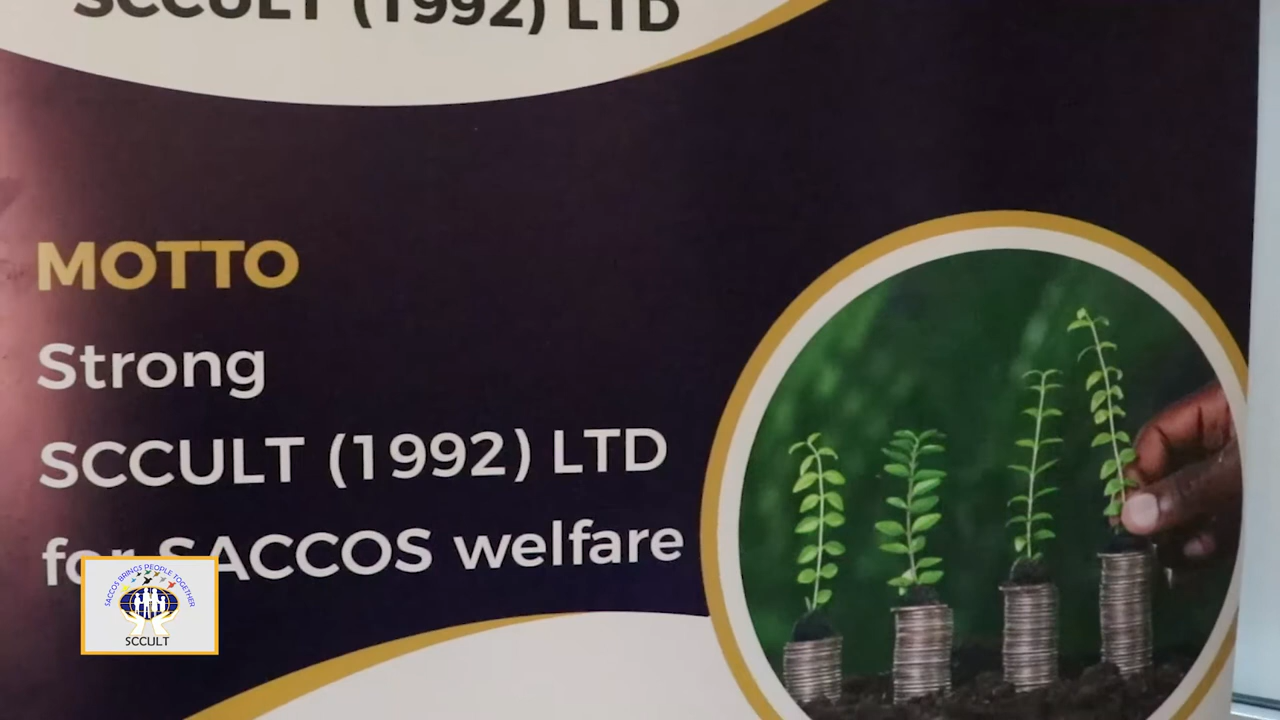 SCCULT (1992) LTD
MOTTO
Strong
SCCULT (1992) LTD
for SACCOS welfare
SACCOS BRINGS PEOPLE TOGETHER
SCCULT